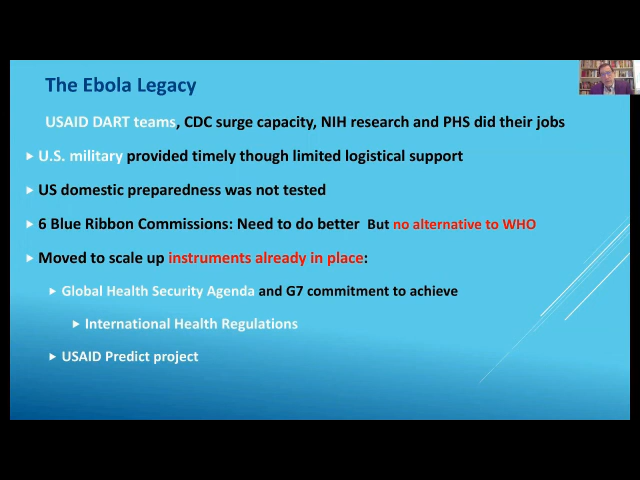 The Ebola Legacy
USAID DART teams, CDC surge capacity, NIH research and PHS did their jobs
U.S. military provided timely though limited logistical support
US domestic preparedness was not tested
6 Blue Ribbon Commissions: Need to do better But no alternative to WHO
Moved to scale up instruments already in place:
Global Health Security Agenda and G7 commitment to achieve
International Health Regulations
USAID Predict project